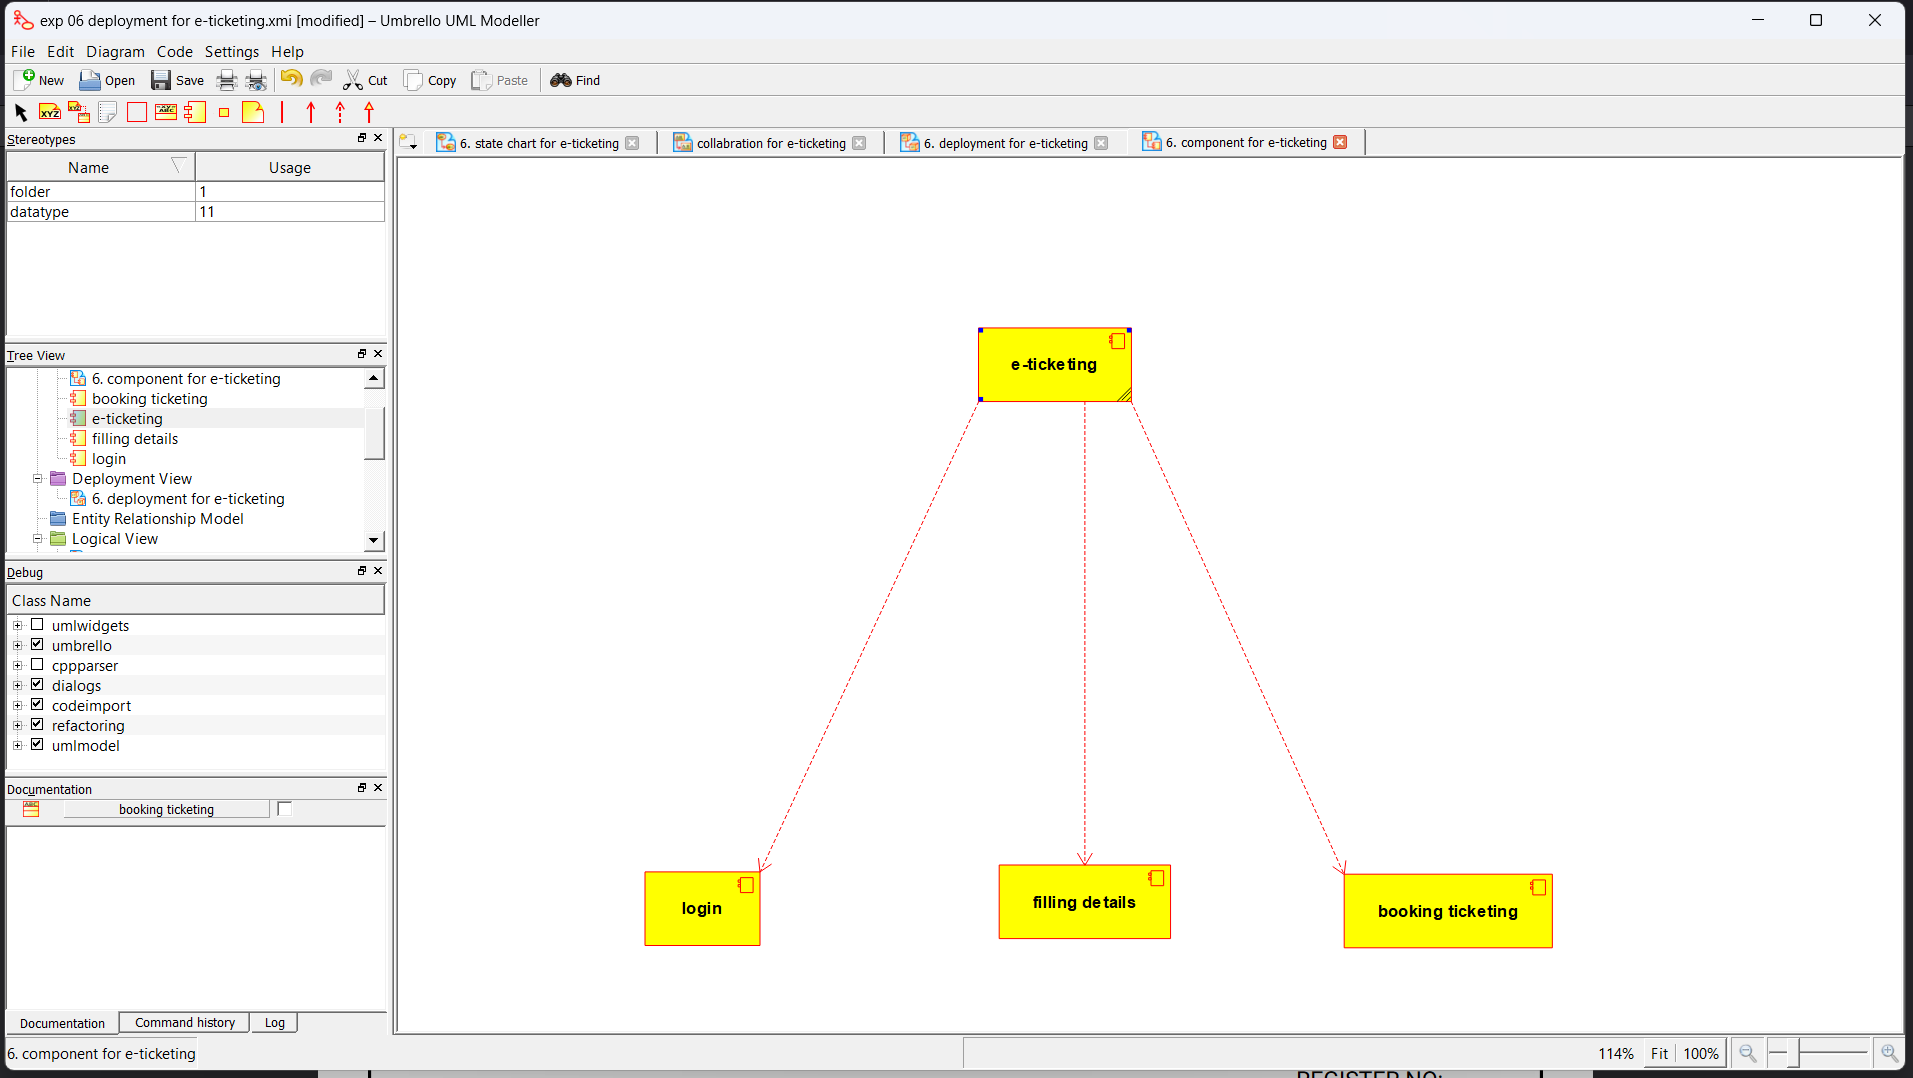 exp 06 deployment for e-ticketing.xmi [modified] – Umbrello UML Modeller
File Edit Diagram Code Settings Help
New Open Save Cut Copy Paste Find
XYZ
Stereotypes
Name Usage
folder 1
datatype 11
Tree View
6. component for e-ticketing
booking ticketing
e-ticketing
filling details
login
Deployment View
6. deployment for e-ticketing
Entity Relationship Model
Logical View
Debug
Class Name
umlwidgets
umbrello
cppparser
dialogs
codeimport
refactoring
umlmodel
Documentation
booking ticketing
Documentation Command history Log
6. state chart for e-ticketing collabration for e-ticketing 6. deployment for e-ticketing 6. component for e-ticketing
e-ticketing
login
filling details
booking ticketing
6. component for e-ticketing
114% Fit 100%
REGISTER NO: